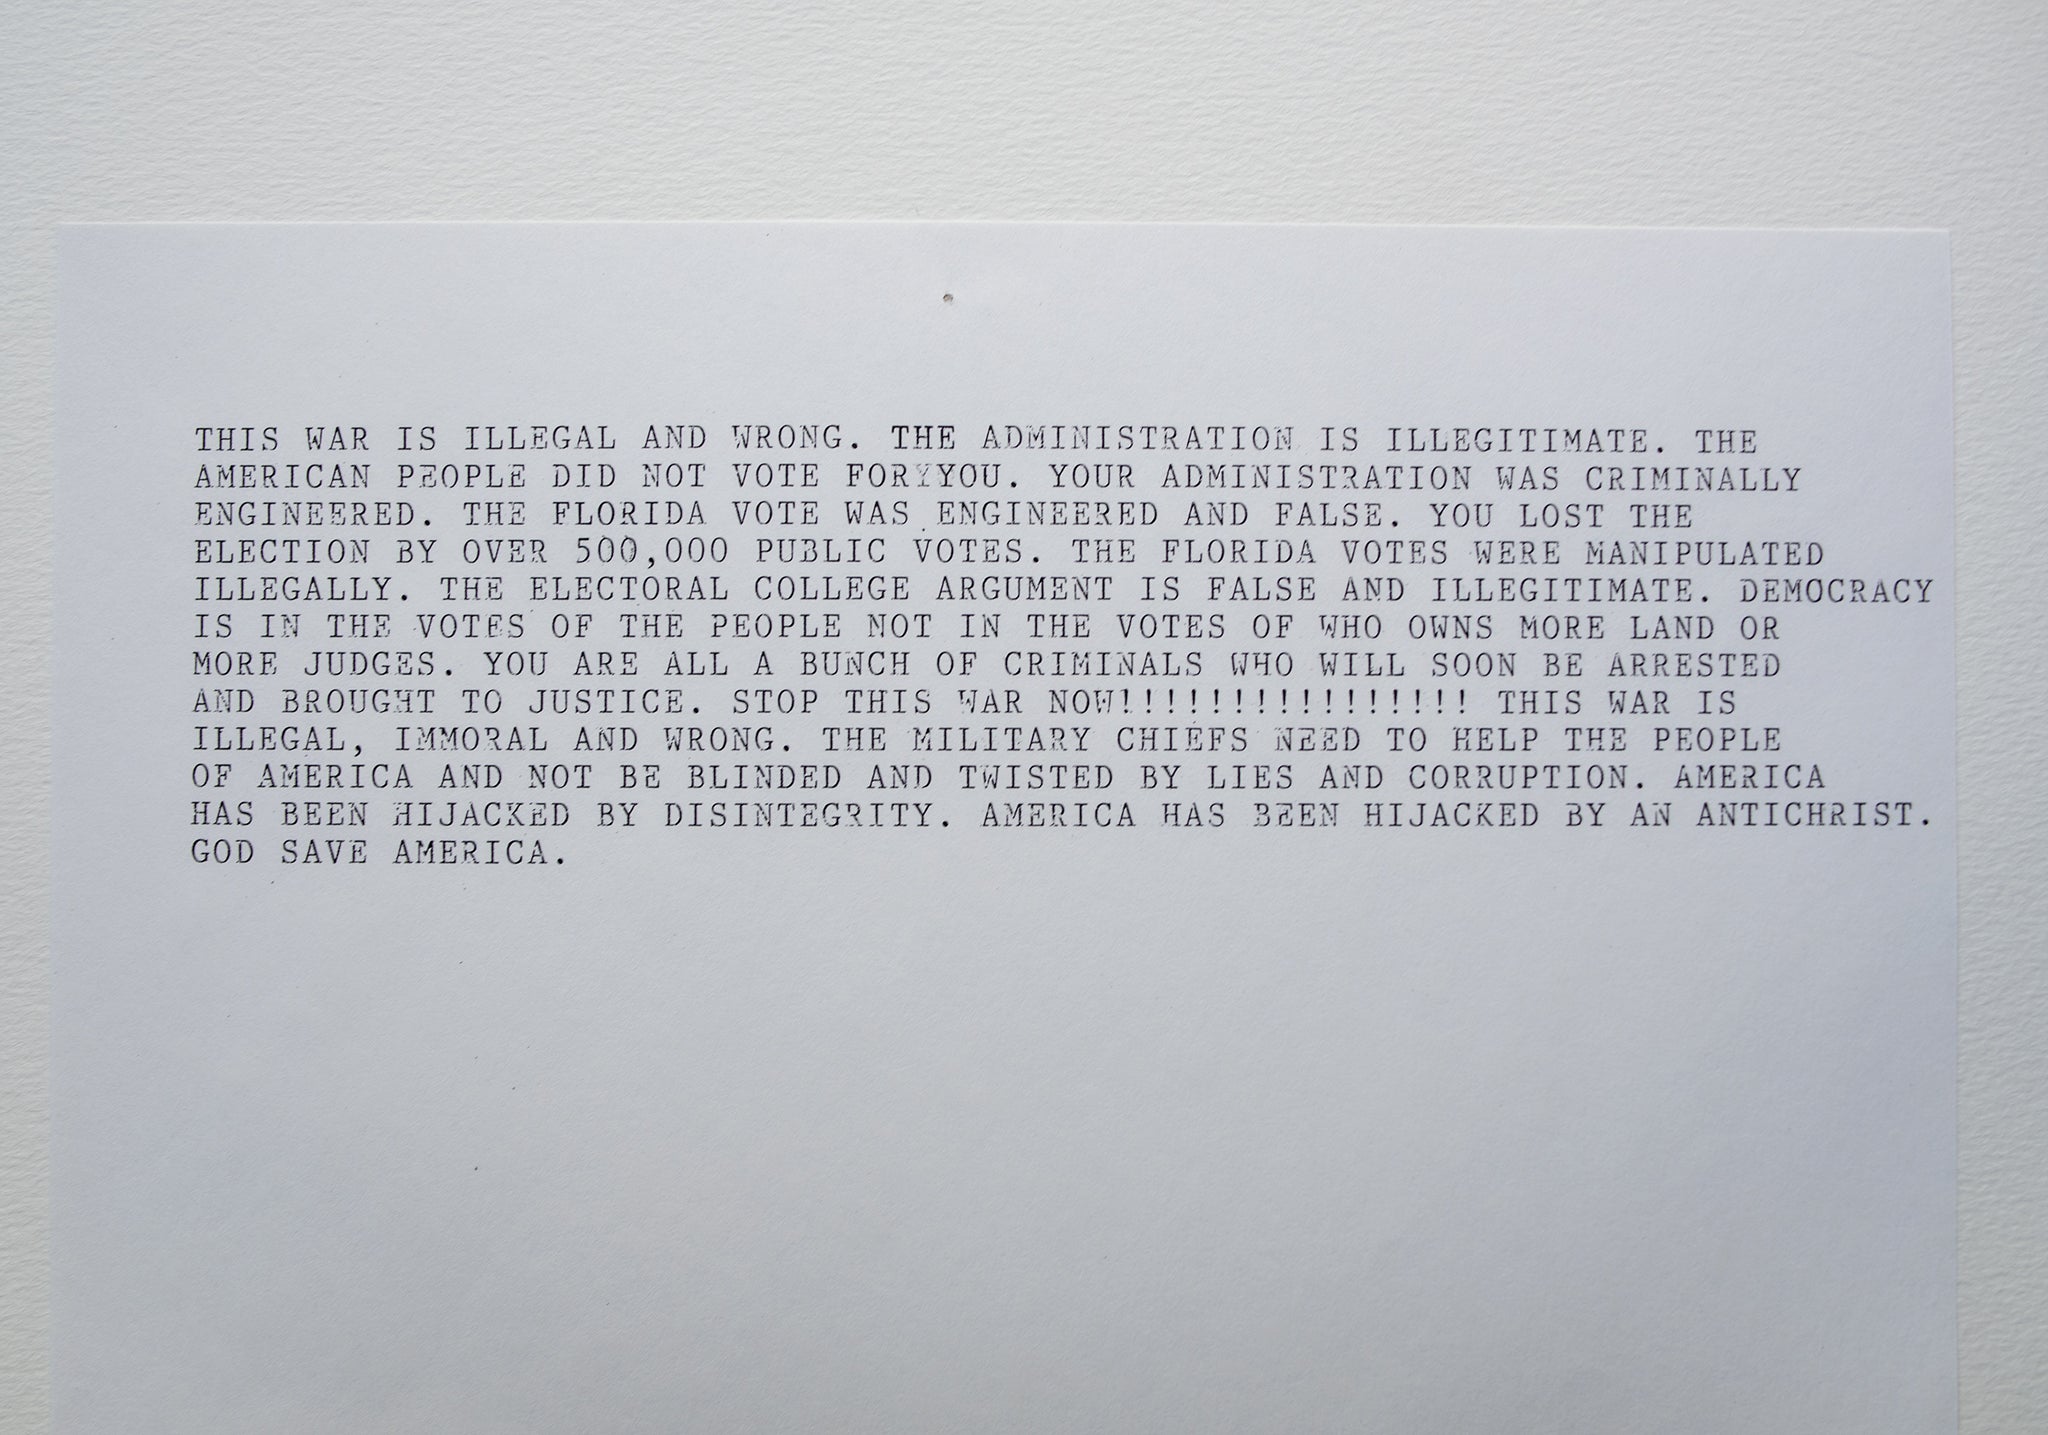 THIS WAR IS ILLEGAL AND WRONG. THE ADMINISTRATION IS ILLEGITIMATE. THE
AMERICAN PEOPLE DID NOT VOTE FORYYOU. YOUR ADMINISTRATION WAS CRIMINALLY
ENGINEERED. THE FLORIDA VOTE WAS ENGINEERED AND FALSE. YOU LOST THE
ELECTION BY OVER 500,000 PUBLIC VOTES. THE FLORIDA VOTES WERE MANIPULATED
ILLEGALLY. THE ELECTORAL COLLEGE ARGUMENT IS FALSE AND ILLEGITIMATE. DEMOCRACY
IS IN THE VOTES OF THE PEOPLE NOT IN THE VOTES OF WHO OWNS MORE LAND OR
MORE JUDGES. YOU ARE ALL A BUNCH OF CRIMINALS WHO WILL SOON BE ARRESTED
AND BROUGHT TO JUSTICE. STOP THIS WAR NOW!!!!!!!!!!!!!!!! THIS WAR IS
ILLEGAL, IMMORAL AND WRONG. THE MILITARY CHIEFS NEED TO HELP THE PEOPLE
OF AMERICA AND NOT BE BLINDED AND TWISTED BY LIES AND CORRUPTION. AMERICA
HAS BEEN HIJACKED BY DISINTEGRITY. AMERICA HAS BEEN HIJACKED BY AN ANTICHRIST.
GOD SAVE AMERICA.